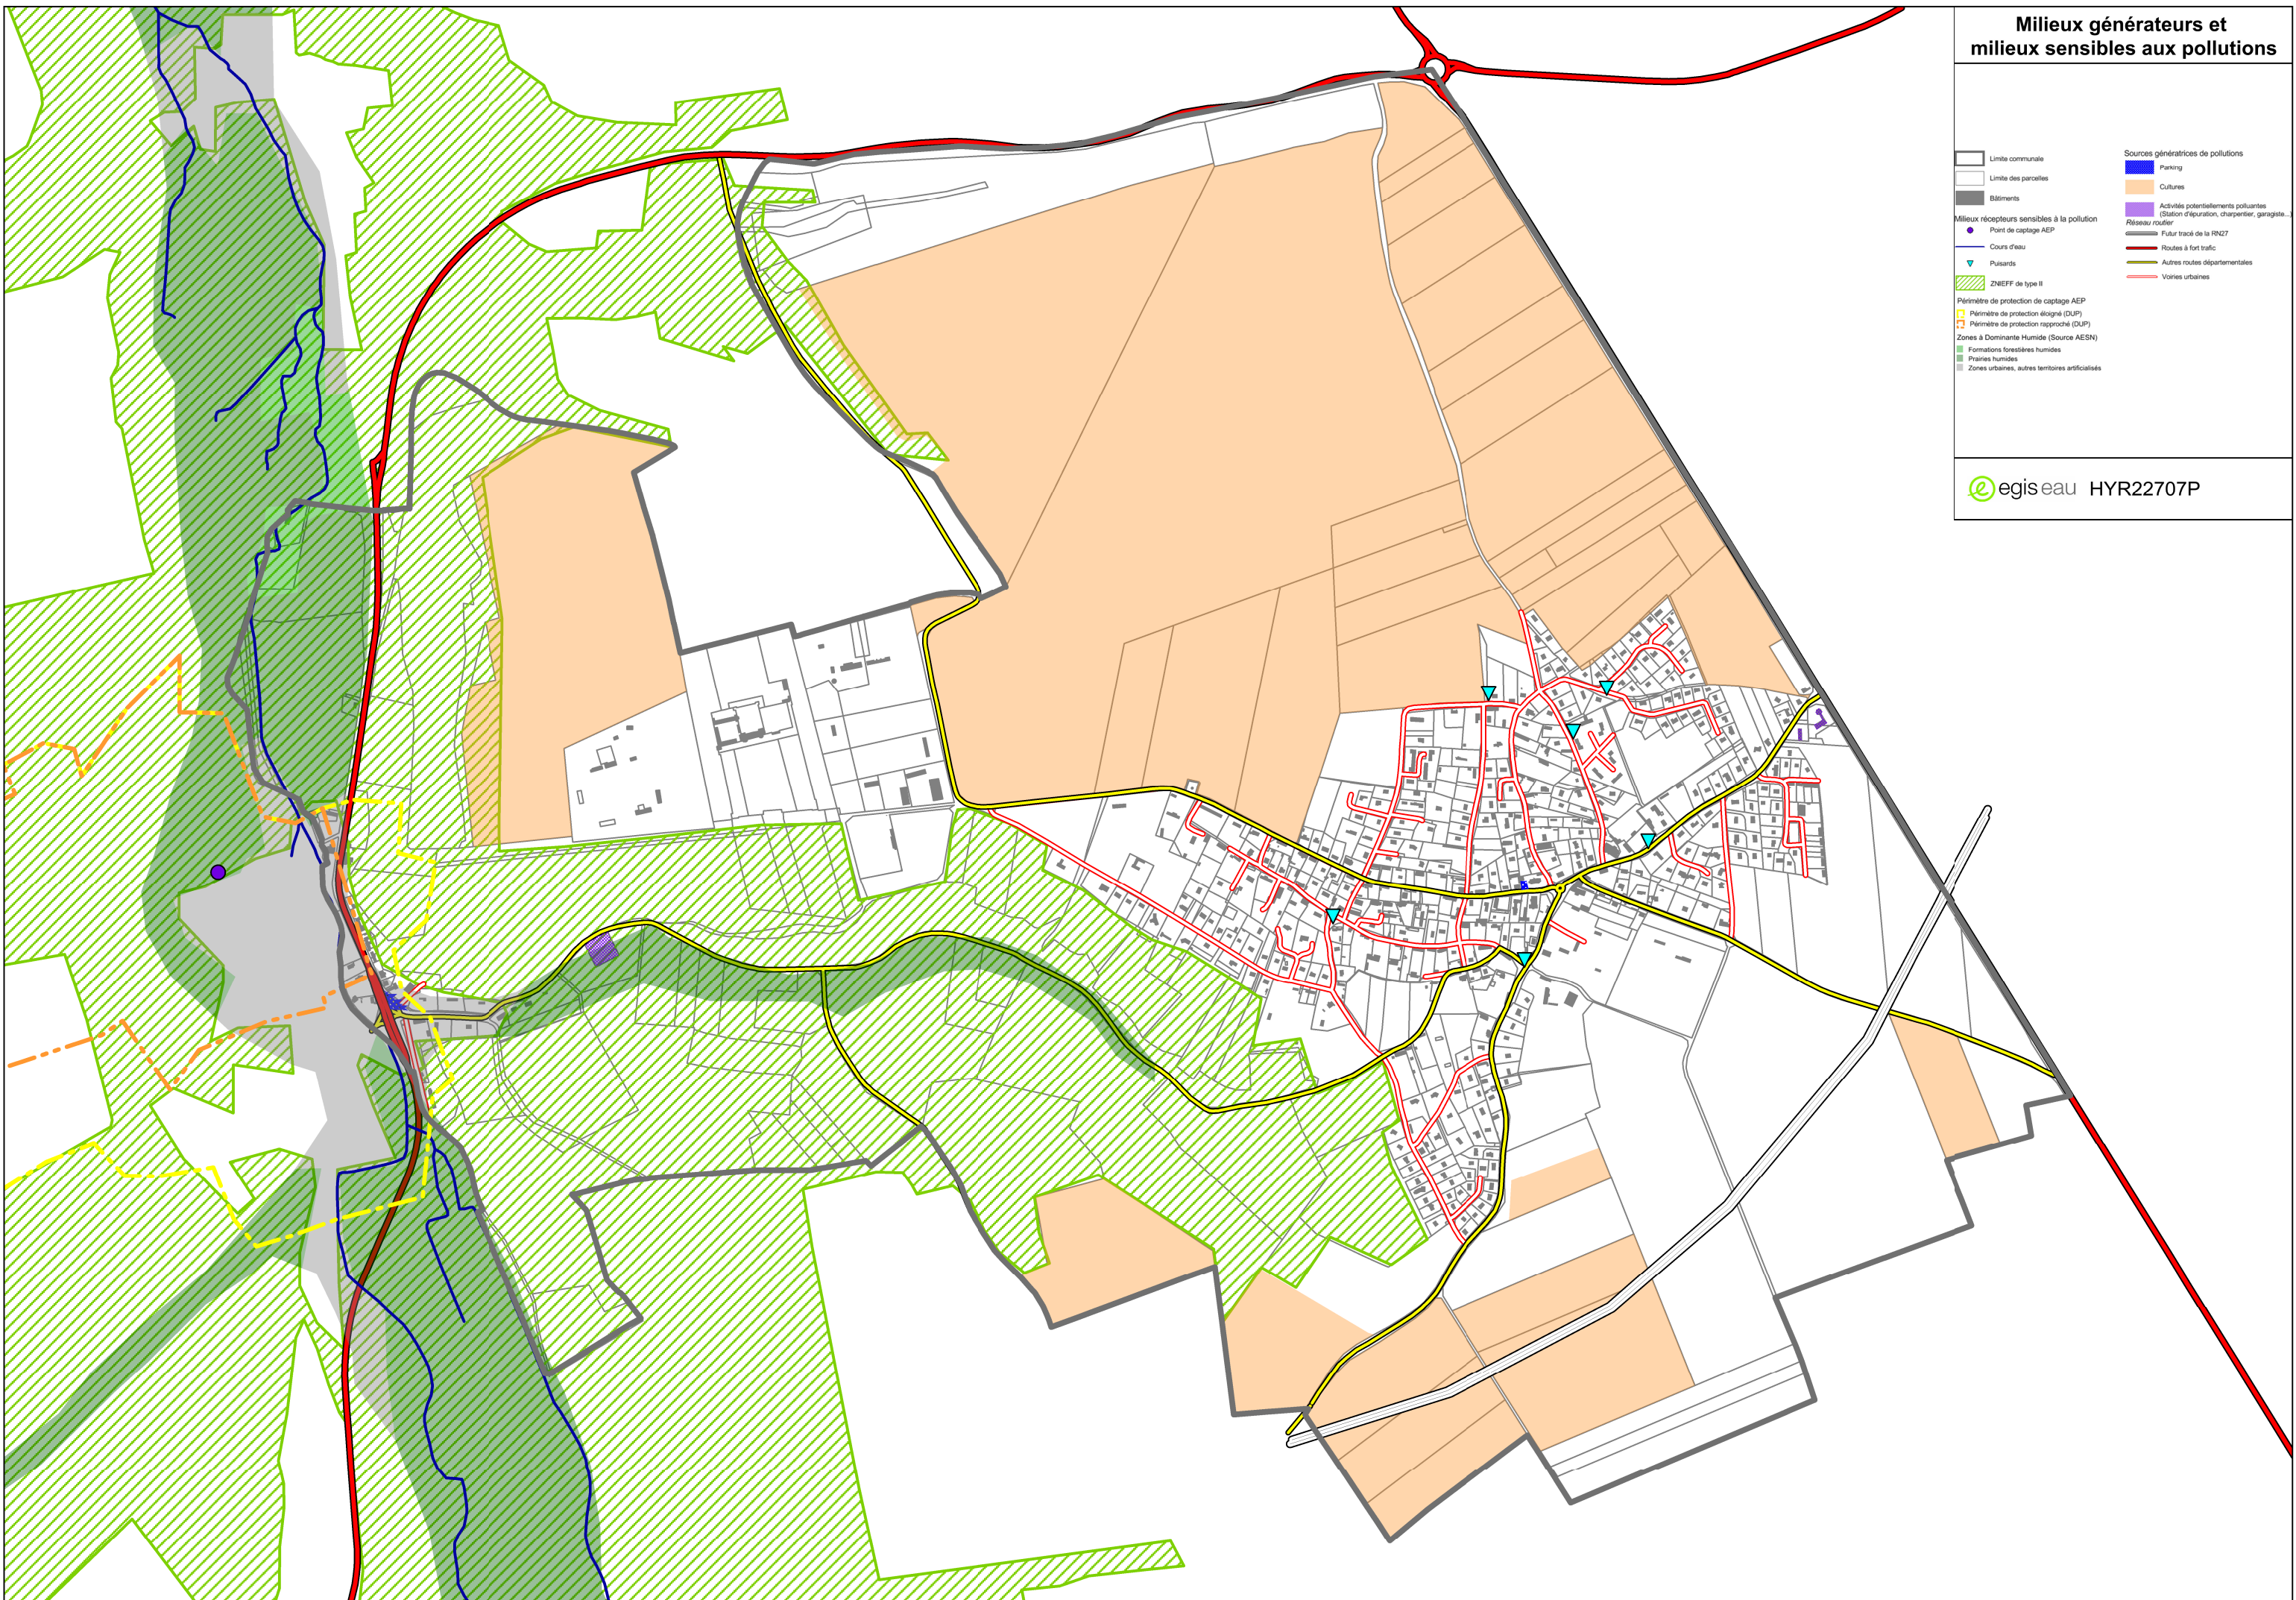 Milieux générateurs et
milieux sensibles aux pollutions
Limite communale
Limite des parcelles
Bâtiments
Milieux récepteurs sensibles à la pollution
Point de captage AEP
Cours d'eau
Puisards
ZNIEFF de type II
Périmètre de protection de captage AEP
Périmètre de protection éloigné (DUP)
Périmètre de protection rapproché (DUP)
Zones à Dominante Humide (Source AESN)
Formations forestières humides
Prairies humides
Zones urbaines, autres territoires artificialisés
Sources génératrices de pollutions
Parking
Cultures
Activités potentiellements polluantes
(Station d'épuration, charpentier, garagiste...)
Réseau routier
Futur tracé de la RN27
Routes à fort trafic
Autres routes départementales
Voiries urbaines
egis eau HYR22707P